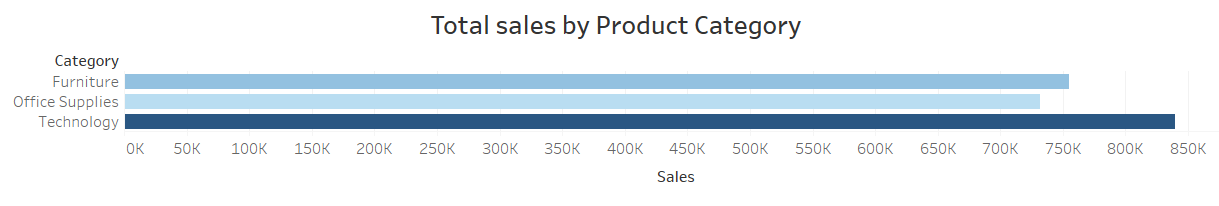 Total sales by Product Category
Category
Furniture
Office Supplies
Technology
0K 50K 100K 150K 200K 250K 300K 350K 400K 450K 500K 550K 600K 650K 700K 750K 800K 850K
Sales